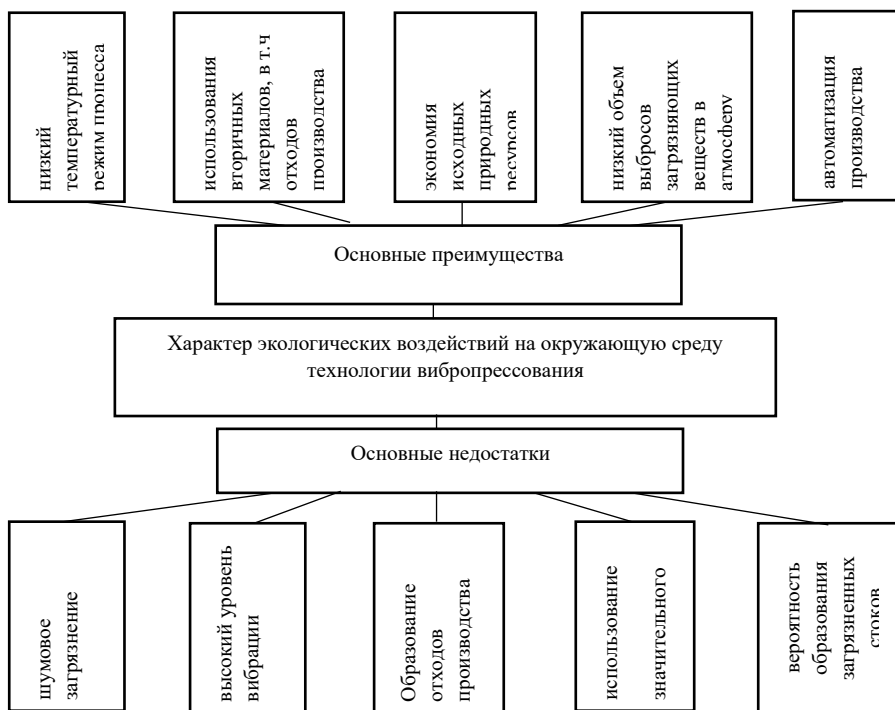 низкий
температурный
режим процесса
использования
вторичных
материалов, в т.ч
отходов
производства
экономия
исходных
природных
ресурсов
низкий объем
выбросов
загрязняющих
веществ в
атмосферу
автоматизация
производства
Основные преимущества
Характер экологических воздействий на окружающую среду
технологии вибропрессования
Основные недостатки
шумовое
загрязнение
высокий уровень
вибрации
Образование
отходов
производства
использование
значительного
вероятность
образования
загрязненных
стоков